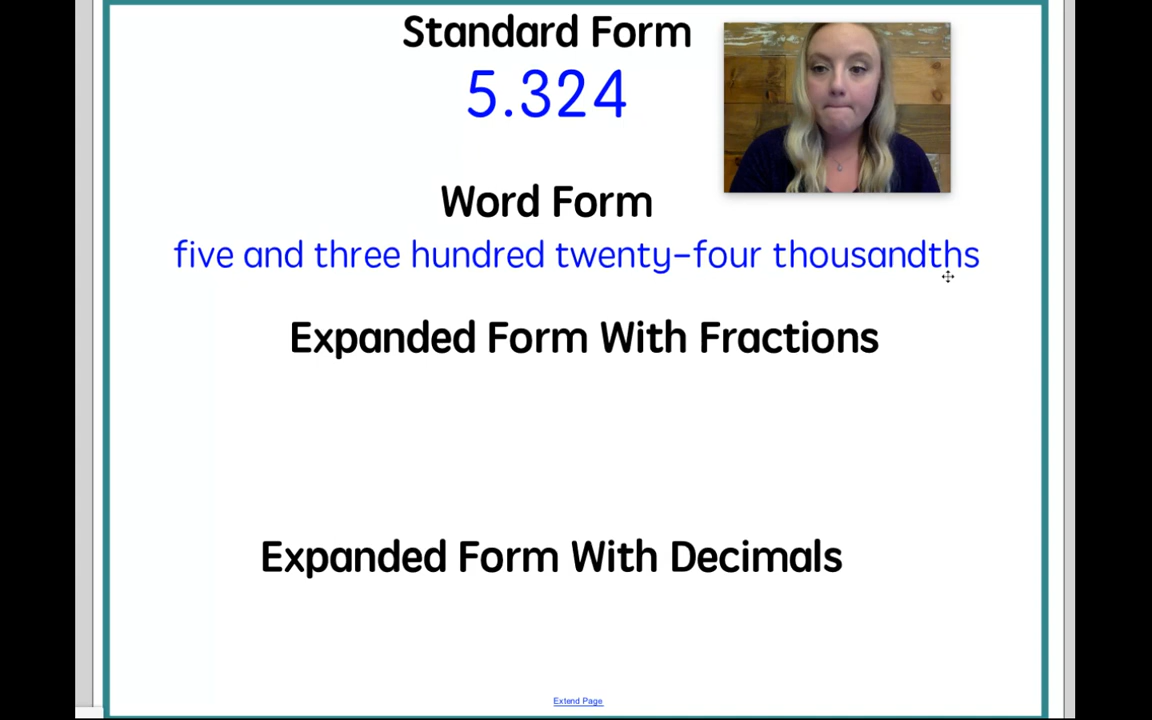 Standard Form
5.324
Word Form
five and three hundred twenty-four thousandths
Expanded Form With Fractions
Expanded Form With Decimals
Extend Page